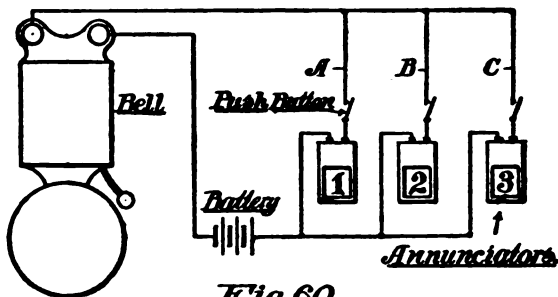 A
B
C
Bell
Push Button
1
2
3
Battery
Annunciators.
Fig. 60.